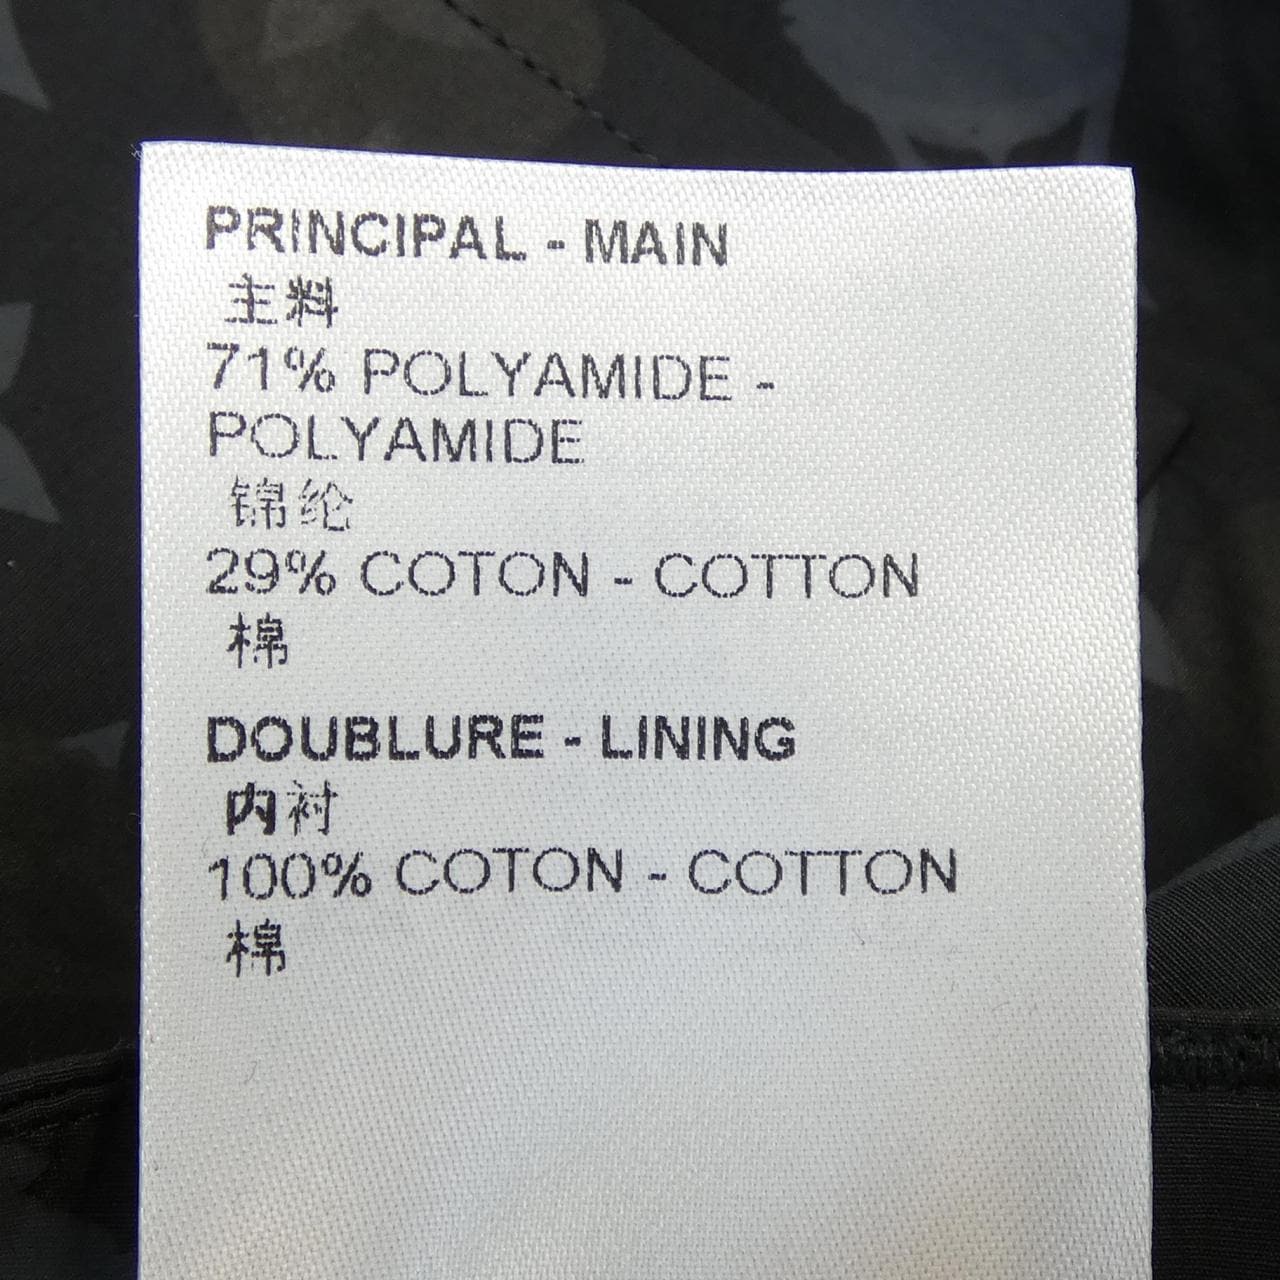 PRINCIPAL - MAIN
主料
71% POLYAMIDE -
POLYAMIDE
锦纶
29% COTON - COTTON
棉
DOUBLURE - LINING
内衬
100% COTON - COTTON
棉